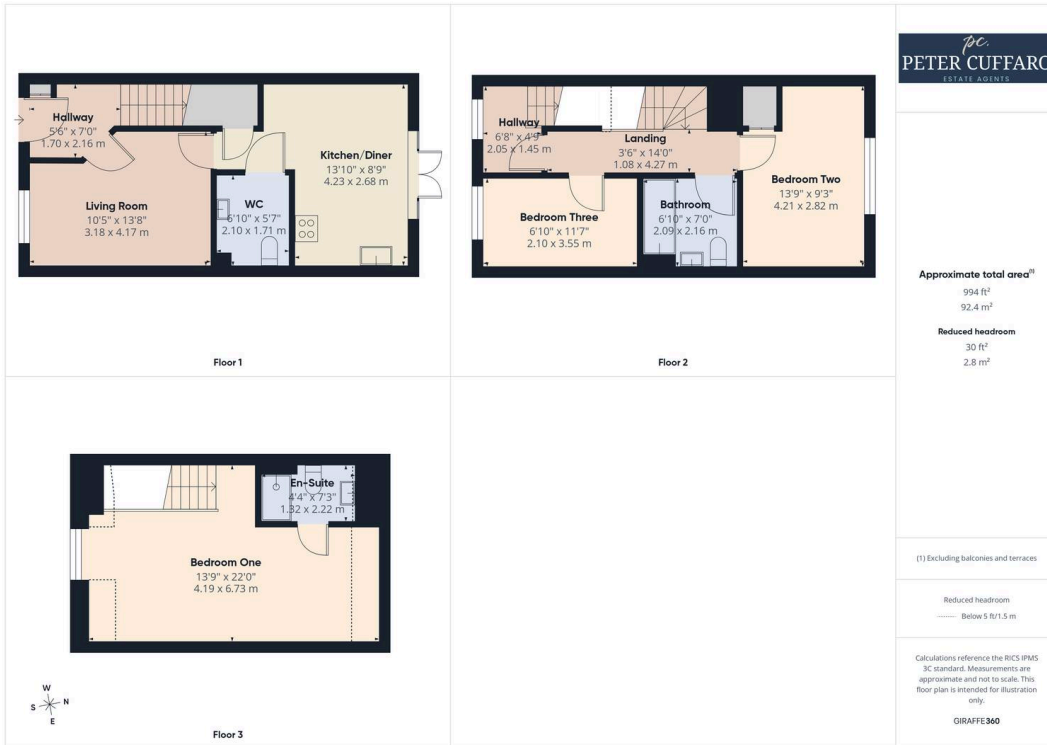 Hallway
5'6" x 7'0"
1.70 x 2.16 m
Living Room
10'5" x 13'8"
3.18 x 4.17 m
WC
6'10" x 5'7"
2.10 x 1.71 m
Kitchen/Diner
13'10" x 8'9"
4.23 x 2.68 m
Floor 1
Hallway
6'8" x 4'9"
2.05 x 1.45 m
Landing
3'6" x 14'0"
1.08 x 4.27 m
Bedroom Two
13'9" x 9'3"
4.21 x 2.82 m
Bedroom Three
6'10" x 11'7"
2.10 x 3.55 m
Bathroom
6'10" x 7'0"
2.09 x 2.16 m
Floor 2
En-Suite
4'4" x 7'3"
1.32 x 2.22 m
Bedroom One
13'9" x 22'0"
4.19 x 6.73 m
W
S N
E
Floor 3
pc.
PETER CUFFARO
ESTATE AGENTS
Approximate total area(1)
994 ft²
92.4 m²
Reduced headroom
30 ft²
2.8 m²
(1) Excluding balconies and terraces
Reduced headroom
Below 5 ft/1.5 m
Calculations reference the RICS IPMS
3C standard. Measurements are
approximate and not to scale. This
floor plan is intended for illustration
only.
GIRAFFE360